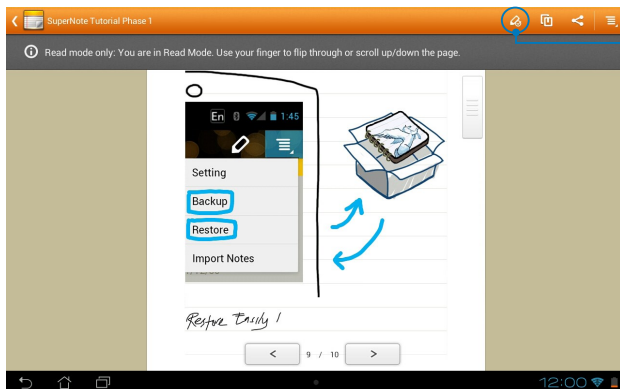 SuperNote Tutorial Phase 1
Read mode only: You are in Read Mode. Use your finger to flip through or scroll up/down the page.
En 1:45
Setting
Backup
Restore
Import Notes
Restore Easily !
< 9 / 10 >
12:00